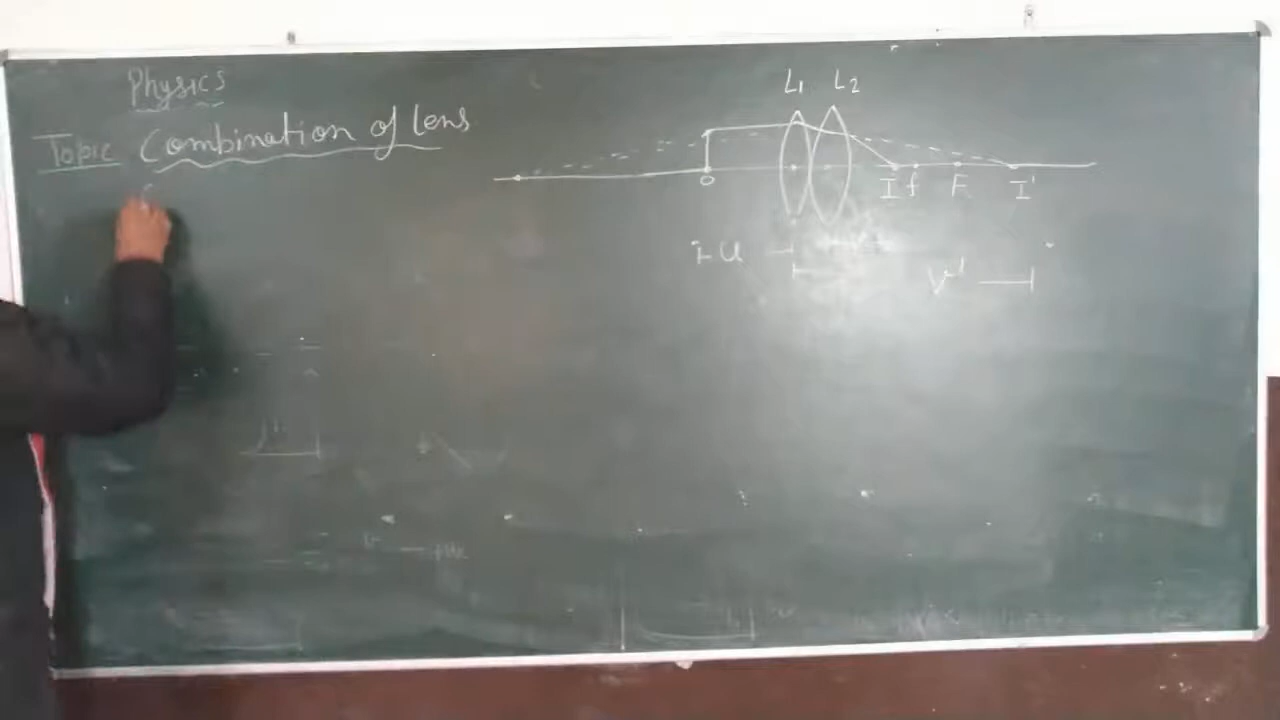 Physics
Topic Combination of lens
L1 L2
O I f F I'
-u
v'